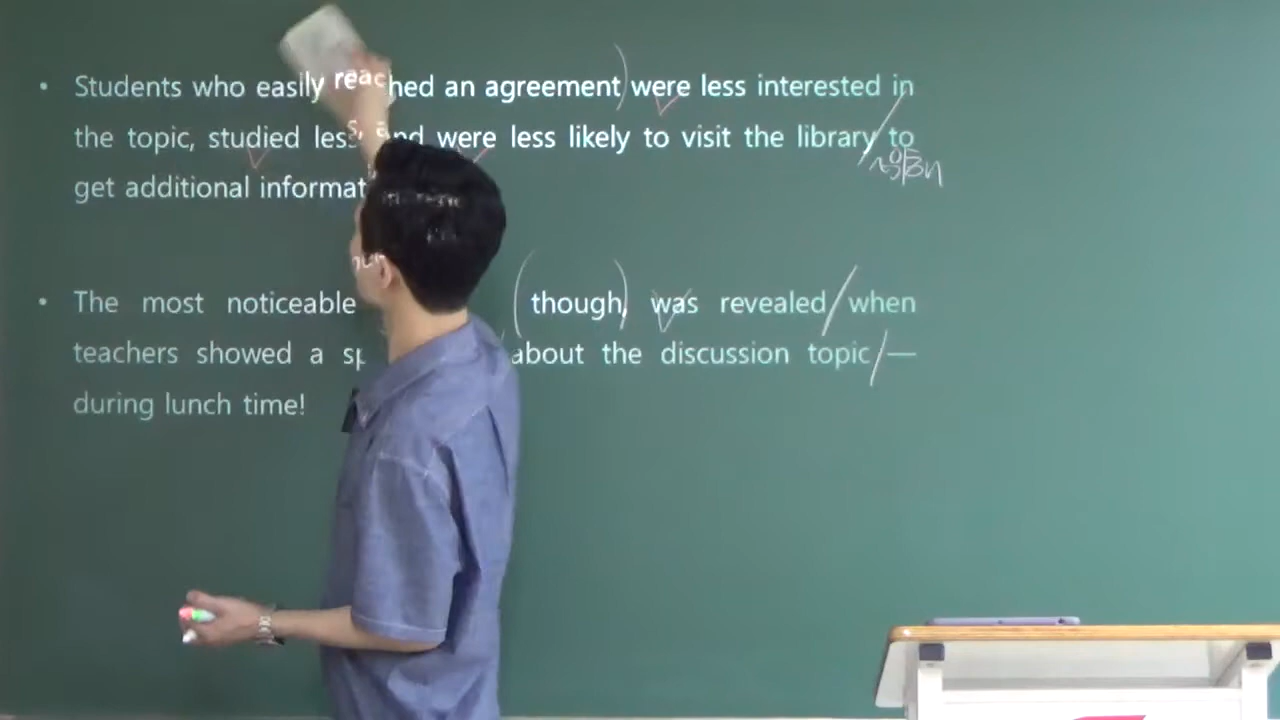 • Students who easily reached an agreement) were less interested in
the topic, studied less and were less likely to visit the library/ to
get additional
• The most noticeable (though, was revealed/ when
teachers showed a about the discussion topic/—
during lunch time!